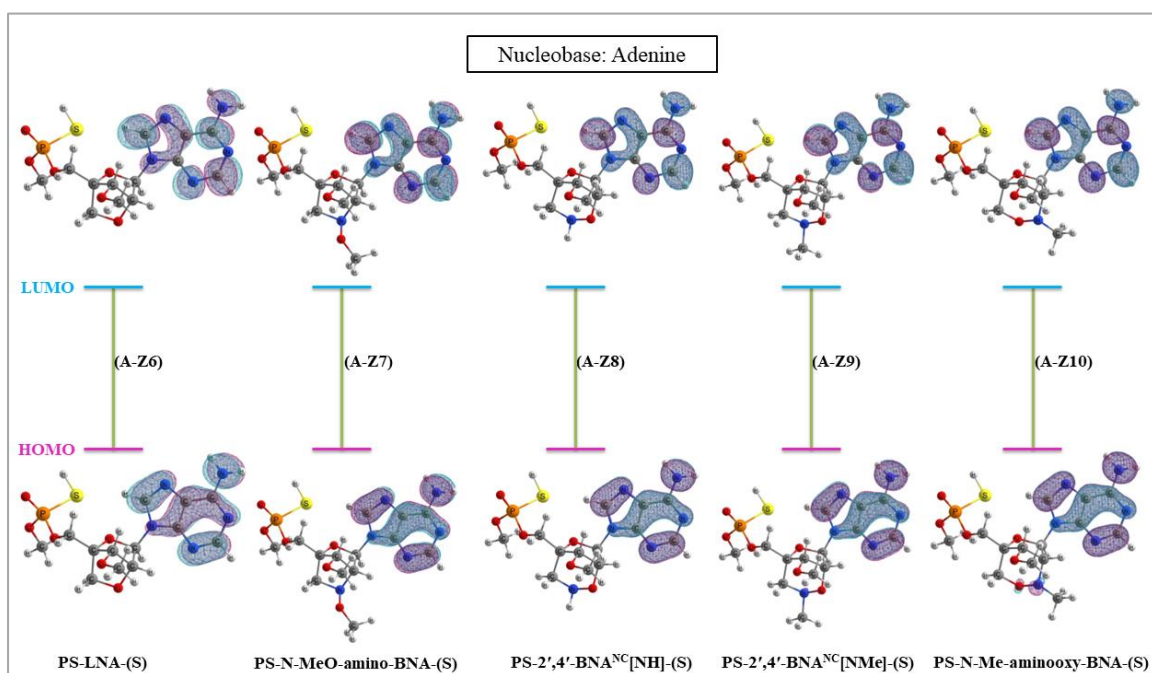 Nucleobase: Adenine
LUMO
(A-Z6) (A-Z7) (A-Z8) (A-Z9) (A-Z10)
HOMO
PS-LNA-(S) PS-N-MeO-amino-BNA-(S) PS-2′,4′-BNA^NC[NH]-(S) PS-2′,4′-BNA^NC[NMe]-(S) PS-N-Me-aminooxy-BNA-(S)